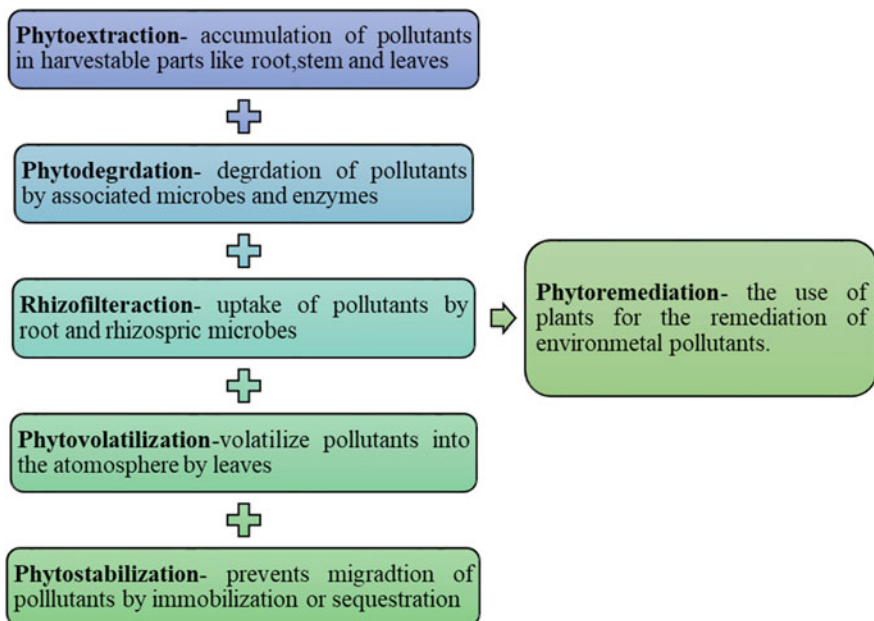 Phytoextraction- accumulation of pollutants
in harvestable parts like root,stem and leaves
Phytodegrdation- degrdation of pollutants
by associated microbes and enzymes
Rhizofilteraction- uptake of pollutants by
root and rhizospric microbes
Phytovolatilization-volatilize pollutants into
the atomosphere by leaves
Phytostabilization- prevents migradtion of
polllutants by immobilization or sequestration
Phytoremediation- the use of
plants for the remediation of
environmetal pollutants.